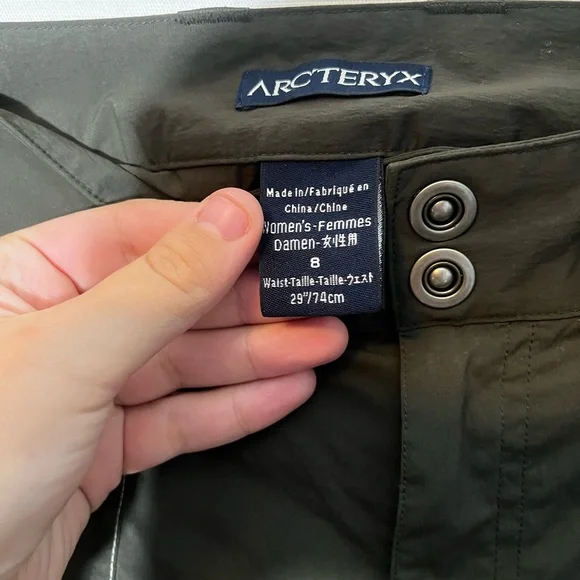 ARC'TERYX
Made in/Fabriqué en
China/Chine
Women's-Femmes
Damen-女性用
8
Waist-Taille-Taille-ウェスト
29"/74cm